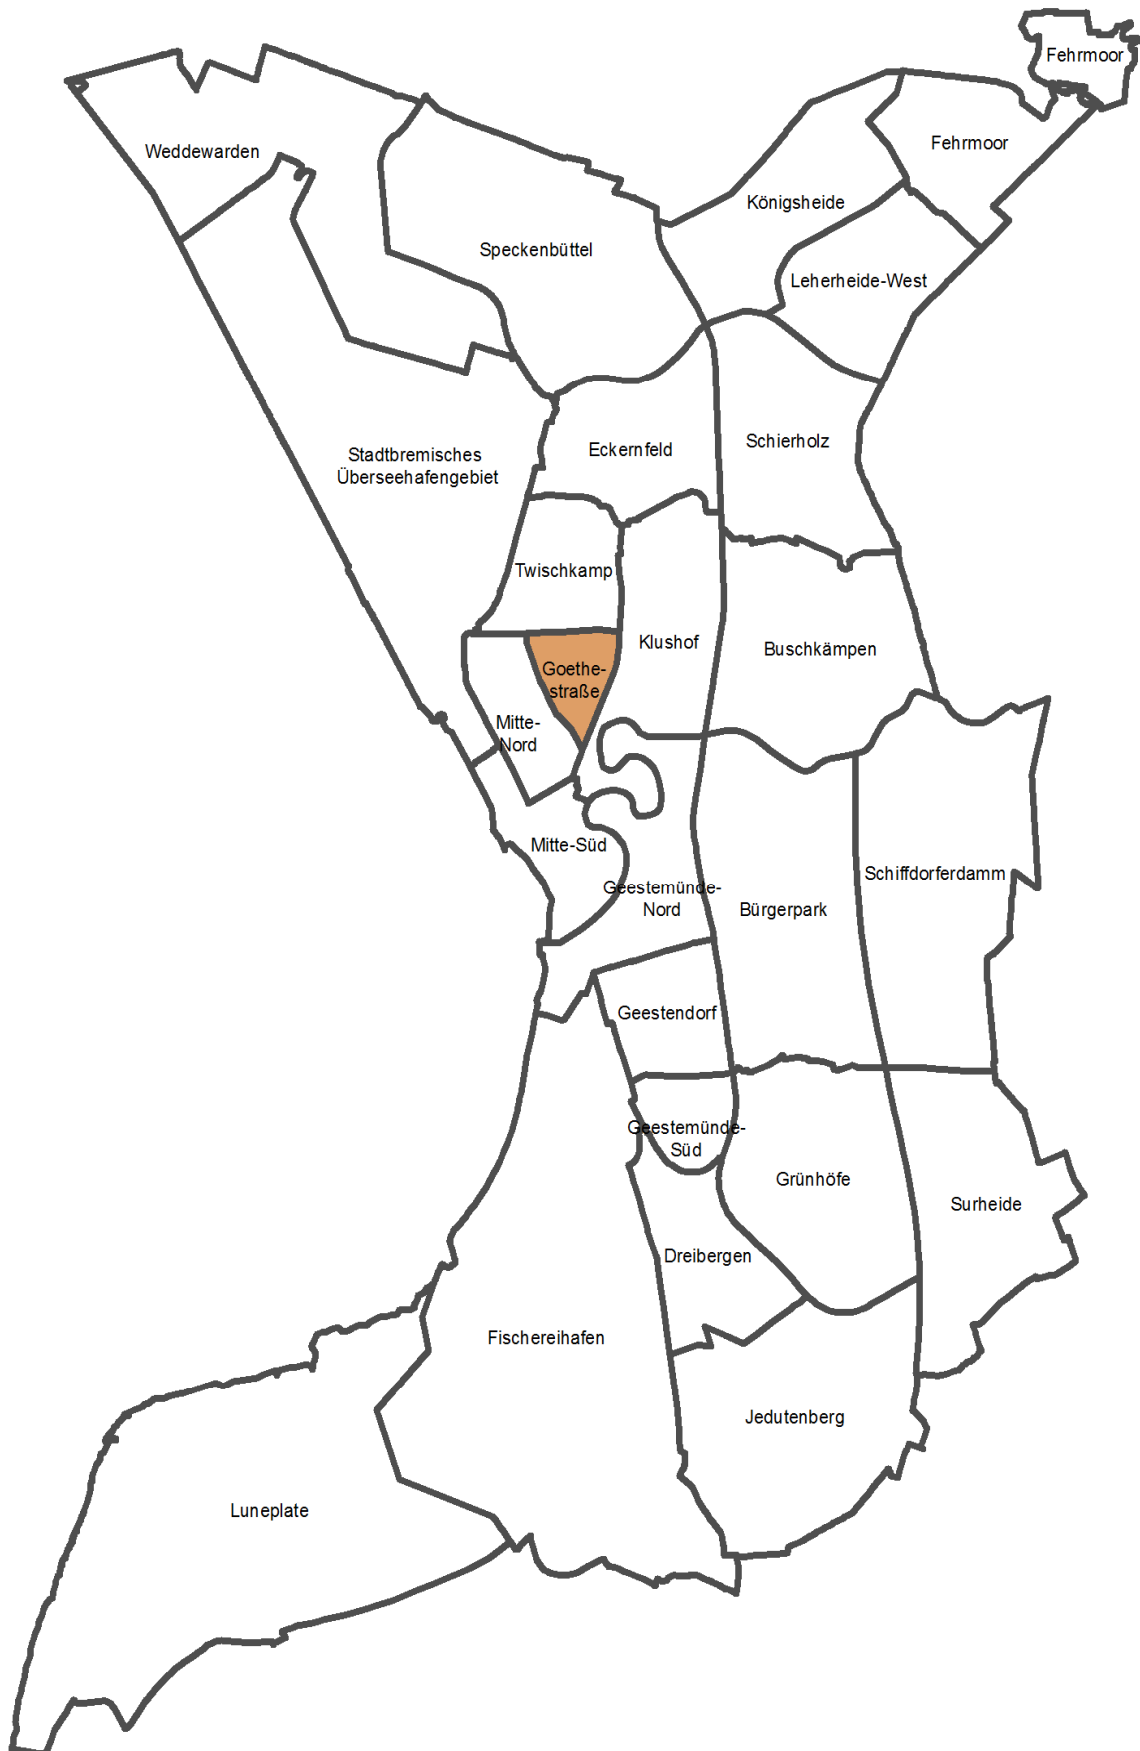 Fehrmoor
Fehrmoor
Weddewarden
Königsheide
Speckenbüttel
Leherheide-West
Schierholz
Eckernfeld
Stadtbremisches
Überseehafengebiet
Twischkamp
Klushof
Buschkämpen
Goethe-
straße
Mitte-
Nord
Mitte-Süd
Schiffdorferdamm
Geestemünde-
Nord
Bürgerpark
Geestendorf
Geestemünde-
Süd
Grünhöfe
Surheide
Dreibergen
Fischereihafen
Jedutenberg
Luneplate